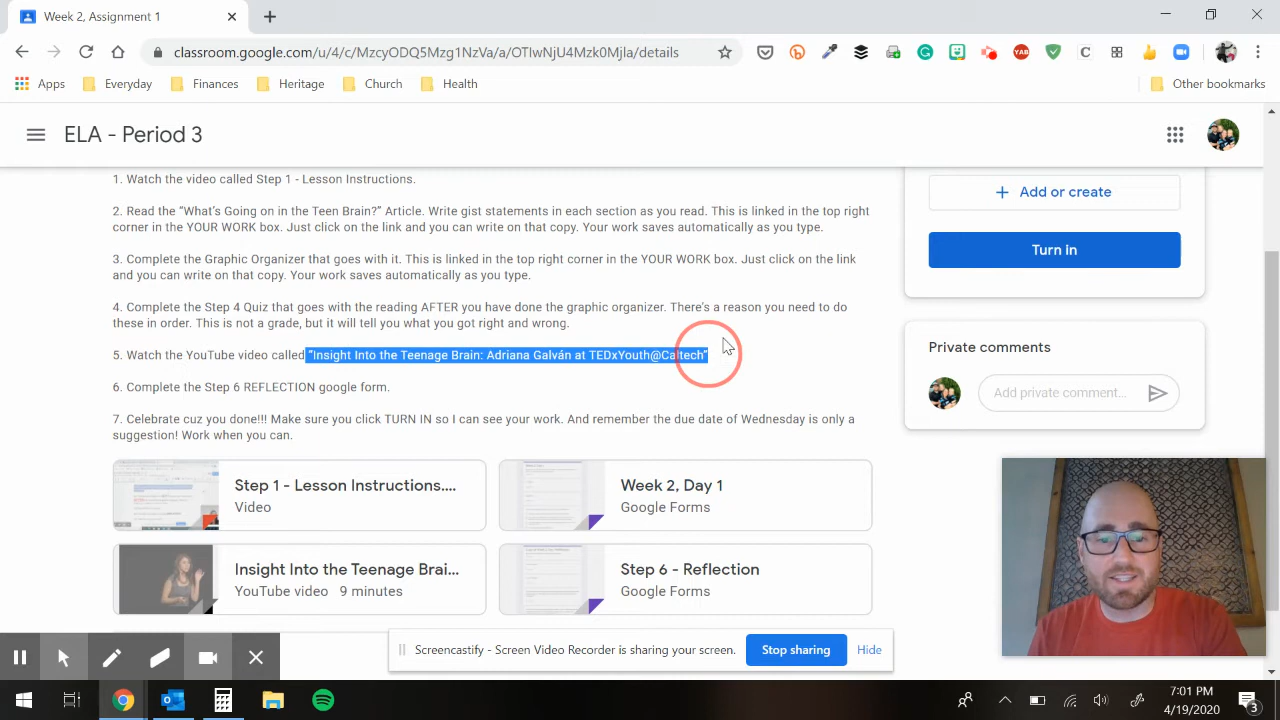 Week 2, Assignment 1
classroom.google.com/u/4/c/MzcyODQ5Mzg1NzVa/a/OTIwNjU4Mzk0Mjla/details
YAB
C
Apps
Everyday
Finances
Heritage
Church
Health
Other bookmarks
ELA - Period 3
1. Watch the video called Step 1 - Lesson Instructions.
2. Read the “What's Going on in the Teen Brain?” Article. Write gist statements in each section as you read. This is linked in the top right
corner in the YOUR WORK box. Just click on the link and you can write on that copy. Your work saves automatically as you type.
3. Complete the Graphic Organizer that goes with it. This is linked in the top right corner in the YOUR WORK box. Just click on the link
and you can write on that copy. Your work saves automatically as you type.
4. Complete the Step 4 Quiz that goes with the reading AFTER you have done the graphic organizer. There's a reason you need to do
these in order. This is not a grade, but it will tell you what you got right and wrong.
5. Watch the YouTube video called “Insight Into the Teenage Brain: Adriana Galván at TEDxYouth@Caltech”
6. Complete the Step 6 REFLECTION google form.
7. Celebrate cuz you done!!! Make sure you click TURN IN so I can see your work. And remember the due date of Wednesday is only a
suggestion! Work when you can.
Step 1 - Lesson Instructions....
Video
Week 2, Day 1
Google Forms
Insight Into the Teenage Brai...
YouTube video 9 minutes
Step 6 - Reflection
Google Forms
+ Add or create
Turn in
Private comments
Add private comment...
Screencastify - Screen Video Recorder is sharing your screen.
Stop sharing
Hide
7:01 PM
4/19/2020
3